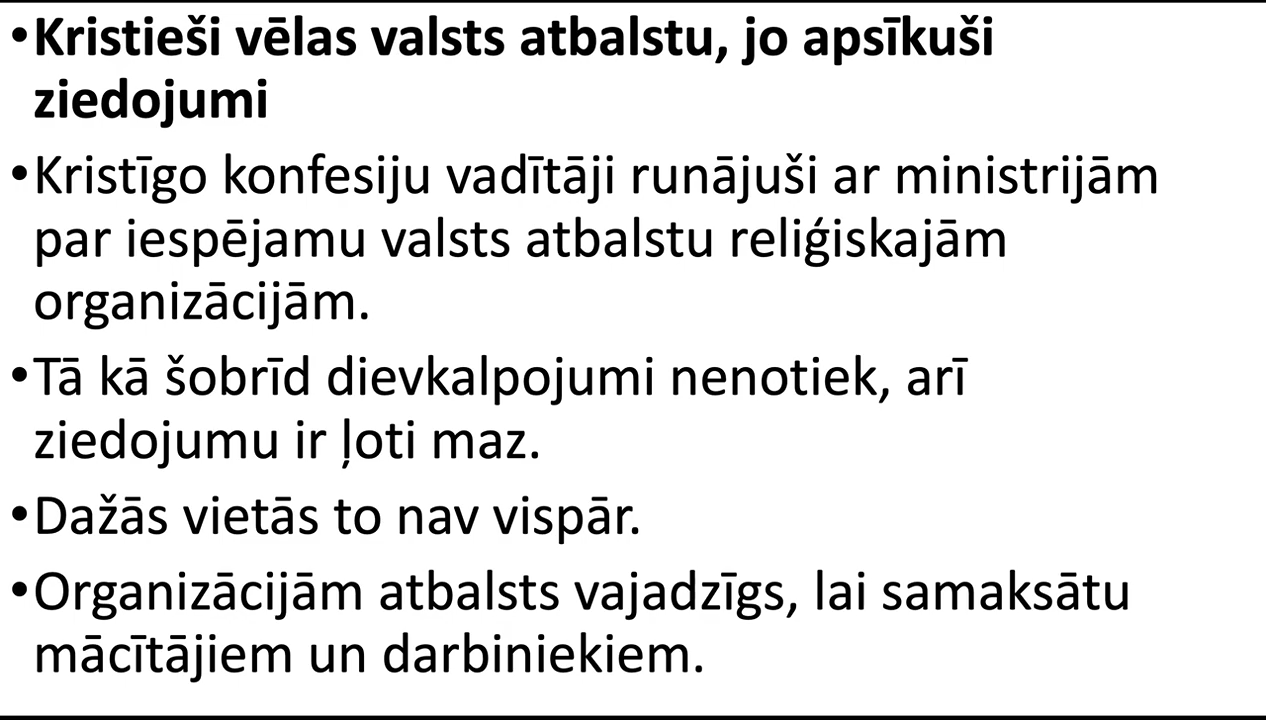 •Kristieši vēlas valsts atbalstu, jo apsīkuši
ziedojumi
•Kristīgo konfesiju vadītāji runājuši ar ministrijām
par iespējamu valsts atbalstu reliģiskajām
organizācijām.
•Tā kā šobrīd dievkalpojumi nenotiek, arī
ziedojumu ir ļoti maz.
•Dažās vietās to nav vispār.
•Organizācijām atbalsts vajadzīgs, lai samaksātu
mācītājiem un darbiniekiem.